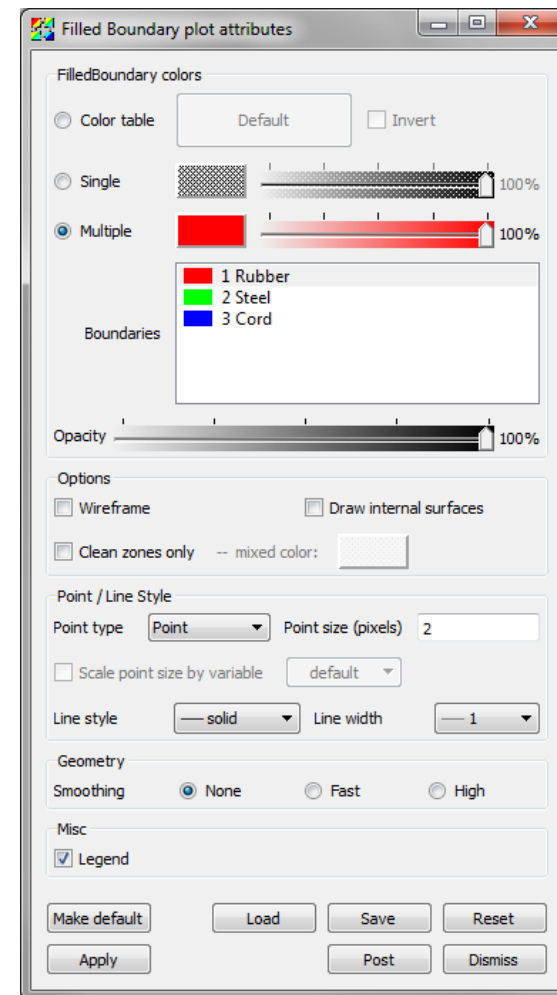 Filled Boundary plot attributes
FilledBoundary colors
Color table Default Invert
Single 100%
Multiple 100%
1 Rubber
2 Steel
3 Cord
Boundaries
Opacity 100%
Options
Wireframe Draw internal surfaces
Clean zones only -- mixed color:
Point / Line Style
Point type Point Point size (pixels) 2
Scale point size by variable default
Line style solid Line width 1
Geometry
Smoothing None Fast High
Misc
Legend
Make default Load Save Reset
Apply Post Dismiss